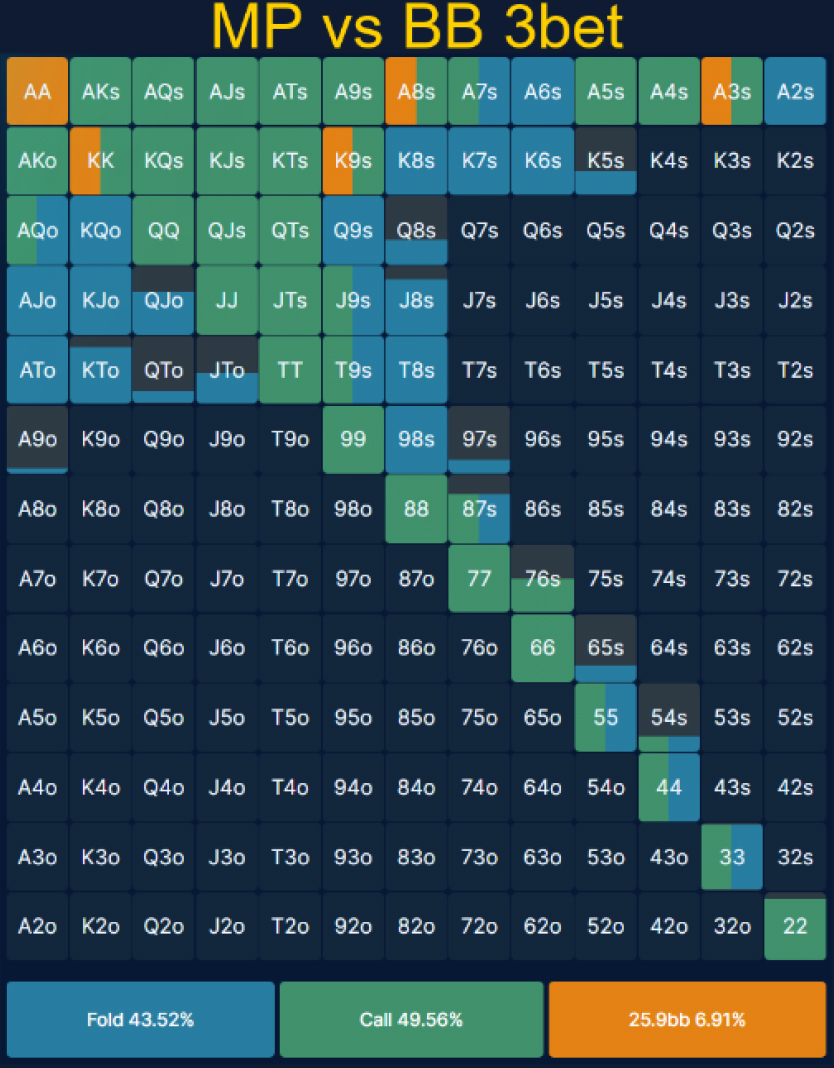 MP vs BB 3bet
AA AKs AQs AJs ATs A9s A8s A7s A6s A5s A4s A3s A2s
AKo KK KQs KJs KTs K9s K8s K7s K6s K5s K4s K3s K2s
AQo KQo QQ QJs QTs Q9s Q8s Q7s Q6s Q5s Q4s Q3s Q2s
AJo KJo QJo JJ JTs J9s J8s J7s J6s J5s J4s J3s J2s
ATo KTo QTo JTo TT T9s T8s T7s T6s T5s T4s T3s T2s
A9o K9o Q9o J9o T9o 99 98s 97s 96s 95s 94s 93s 92s
A8o K8o Q8o J8o T8o 98o 88 87s 86s 85s 84s 83s 82s
A7o K7o Q7o J7o T7o 97o 87o 77 76s 75s 74s 73s 72s
A6o K6o Q6o J6o T6o 96o 86o 76o 66 65s 64s 63s 62s
A5o K5o Q5o J5o T5o 95o 85o 75o 65o 55 54s 53s 52s
A4o K4o Q4o J4o T4o 94o 84o 74o 64o 54o 44 43s 42s
A3o K3o Q3o J3o T3o 93o 83o 73o 63o 53o 43o 33 32s
A2o K2o Q2o J2o T2o 92o 82o 72o 62o 52o 42o 32o 22
Fold 43.52% Call 49.56% 25.9bb 6.91%